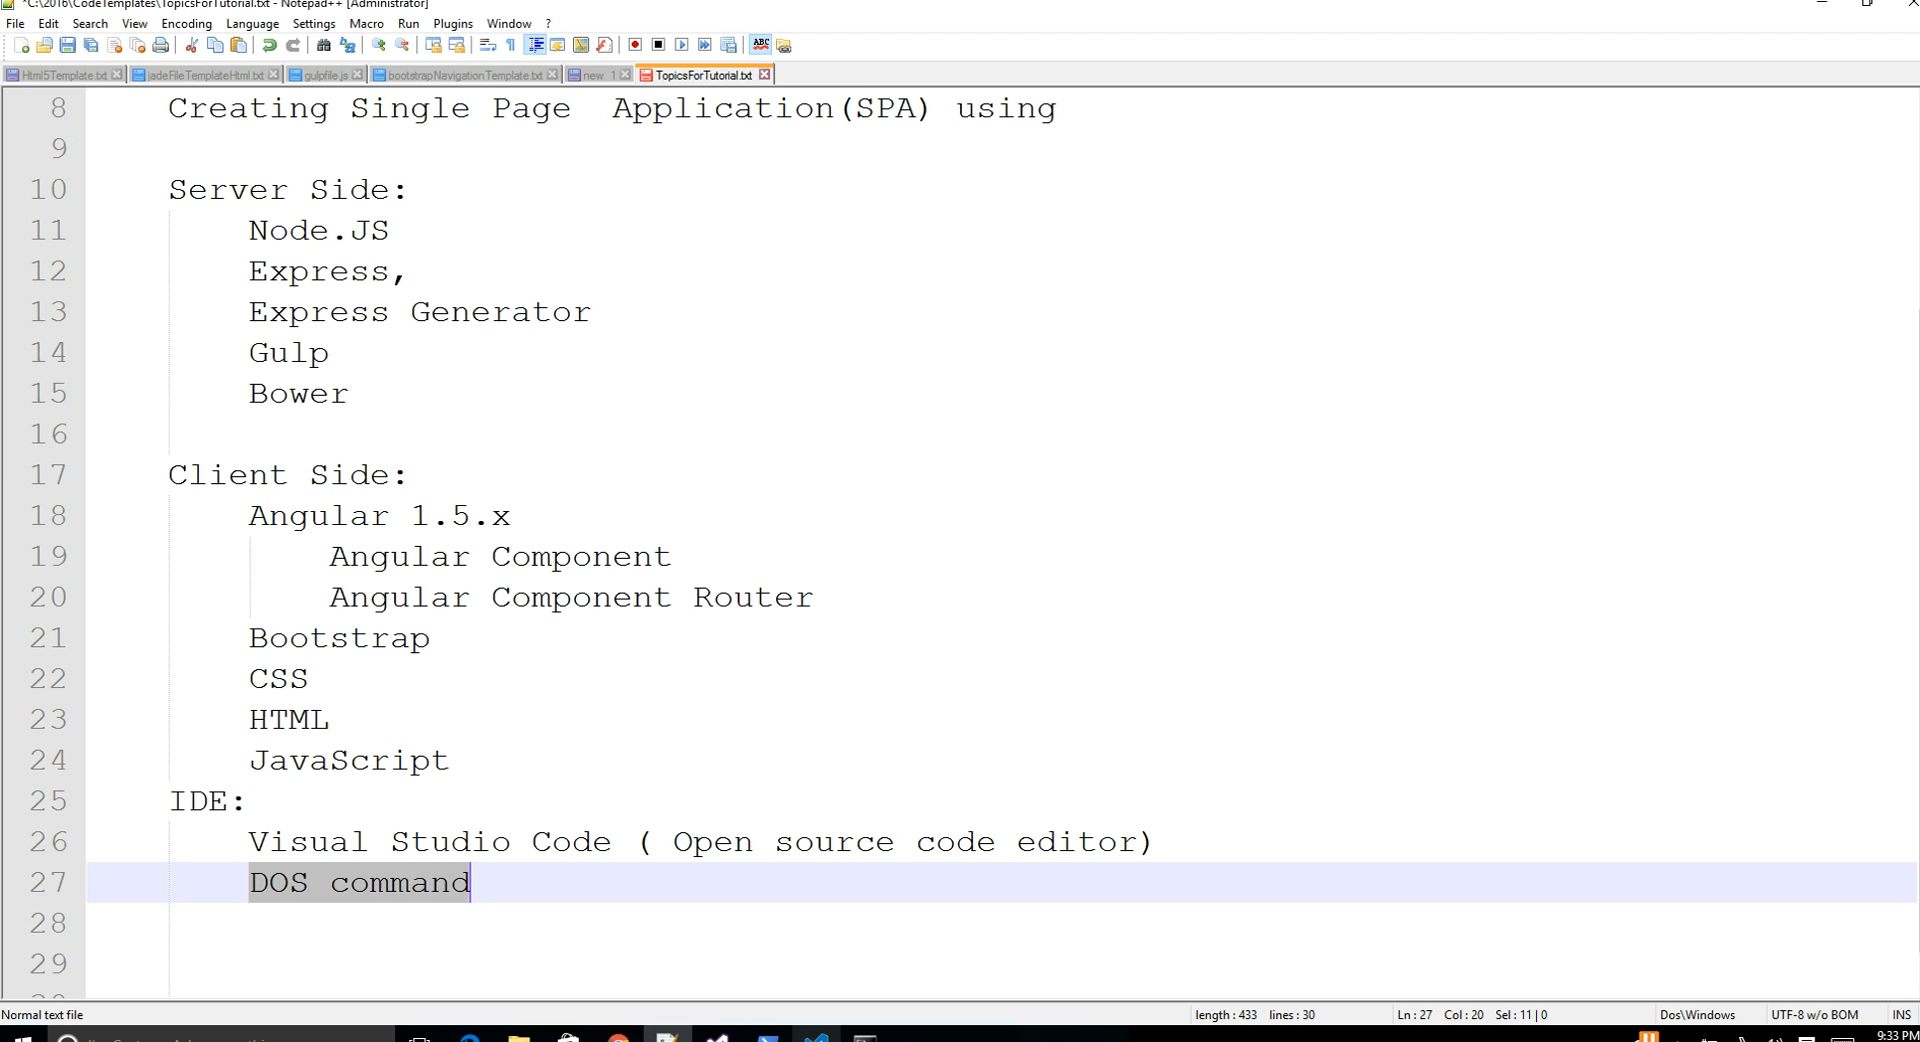 *C:\2016\CodeTemplates\TopicsForTutorial.txt - Notepad++ [Administrator]
File Edit Search View Encoding Language Settings Macro Run Plugins Window ?
ABC
Html5Template.txt jadeFileTemplateHtml.txt gulpfile.js bootstrapNavigationTemplate.txt new 1 TopicsForTutorial.txt
8 Creating Single Page Application(SPA) using
9
10 Server Side:
11 Node.JS
12 Express,
13 Express Generator
14 Gulp
15 Bower
16
17 Client Side:
18 Angular 1.5.x
19 Angular Component
20 Angular Component Router
21 Bootstrap
22 CSS
23 HTML
24 JavaScript
25 IDE:
26 Visual Studio Code ( Open source code editor)
27 DOS command
28
29
Normal text file length : 433 lines : 30 Ln : 27 Col : 20 Sel : 11 | 0 Dos\Windows UTF-8 w/o BOM INS
9:33 PM